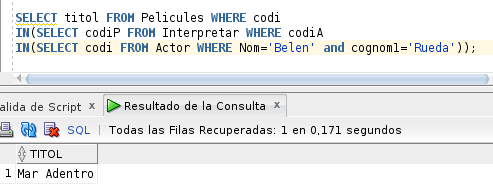 SELECT titol FROM Pelicules WHERE codi
IN(SELECT codiP FROM Interpretar WHERE codiA
IN(SELECT codi FROM Actor WHERE Nom='Belen' and cognom1='Rueda'));
alida de Script x Resultado de la Consulta x
SQL | Todas las Filas Recuperadas: 1 en 0,171 segundos
TITOL
1 Mar Adentro